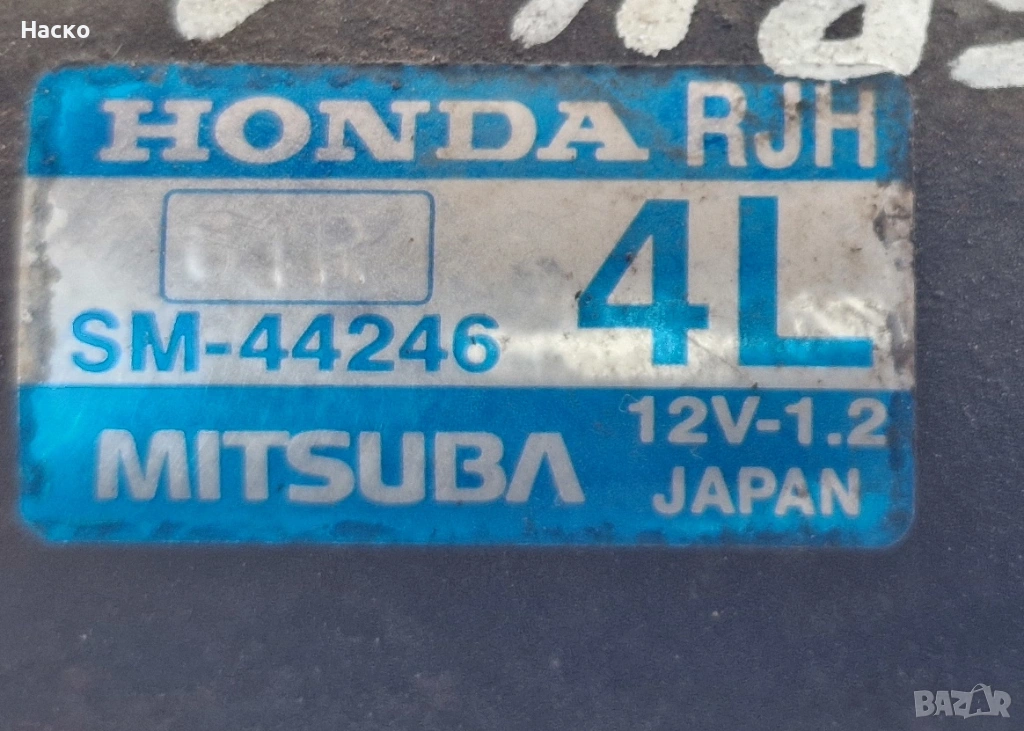 Наско
HONDA RJH
4L
SM-44246
MITSUBA
12V-1.2
JAPAN
BAZAR